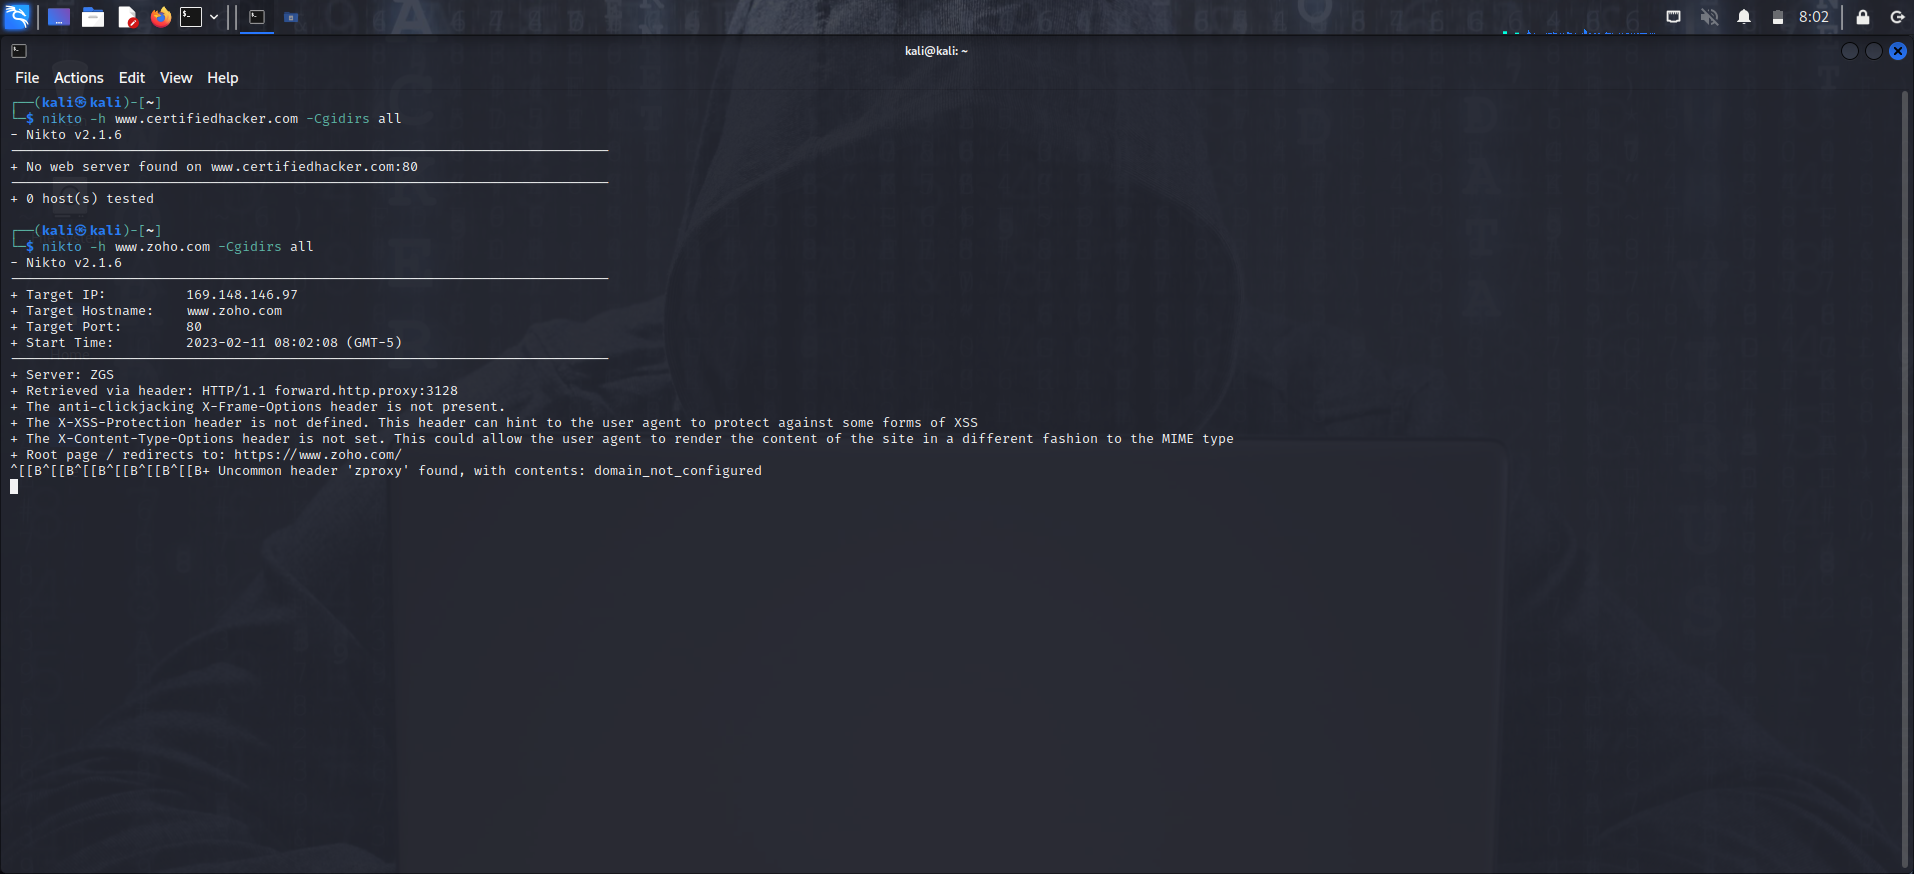 8:02
kali@kali: ~
File Actions Edit View Help
┌──(kali㉿kali)-[~]
└─$ nikto -h www.certifiedhacker.com -Cgidirs all
- Nikto v2.1.6
---------------------------------------------------------------------------
+ No web server found on www.certifiedhacker.com:80
---------------------------------------------------------------------------
+ 0 host(s) tested
┌──(kali㉿kali)-[~]
└─$ nikto -h www.zoho.com -Cgidirs all
- Nikto v2.1.6
---------------------------------------------------------------------------
+ Target IP: 169.148.146.97
+ Target Hostname: www.zoho.com
+ Target Port: 80
+ Start Time: 2023-02-11 08:02:08 (GMT-5)
---------------------------------------------------------------------------
+ Server: ZGS
+ Retrieved via header: HTTP/1.1 forward.http.proxy:3128
+ The anti-clickjacking X-Frame-Options header is not present.
+ The X-XSS-Protection header is not defined. This header can hint to the user agent to protect against some forms of XSS
+ The X-Content-Type-Options header is not set. This could allow the user agent to render the content of the site in a different fashion to the MIME type
+ Root page / redirects to: https://www.zoho.com/
^[[B^[[B^[[B^[[B^[[B^[[B+ Uncommon header 'zproxy' found, with contents: domain_not_configured